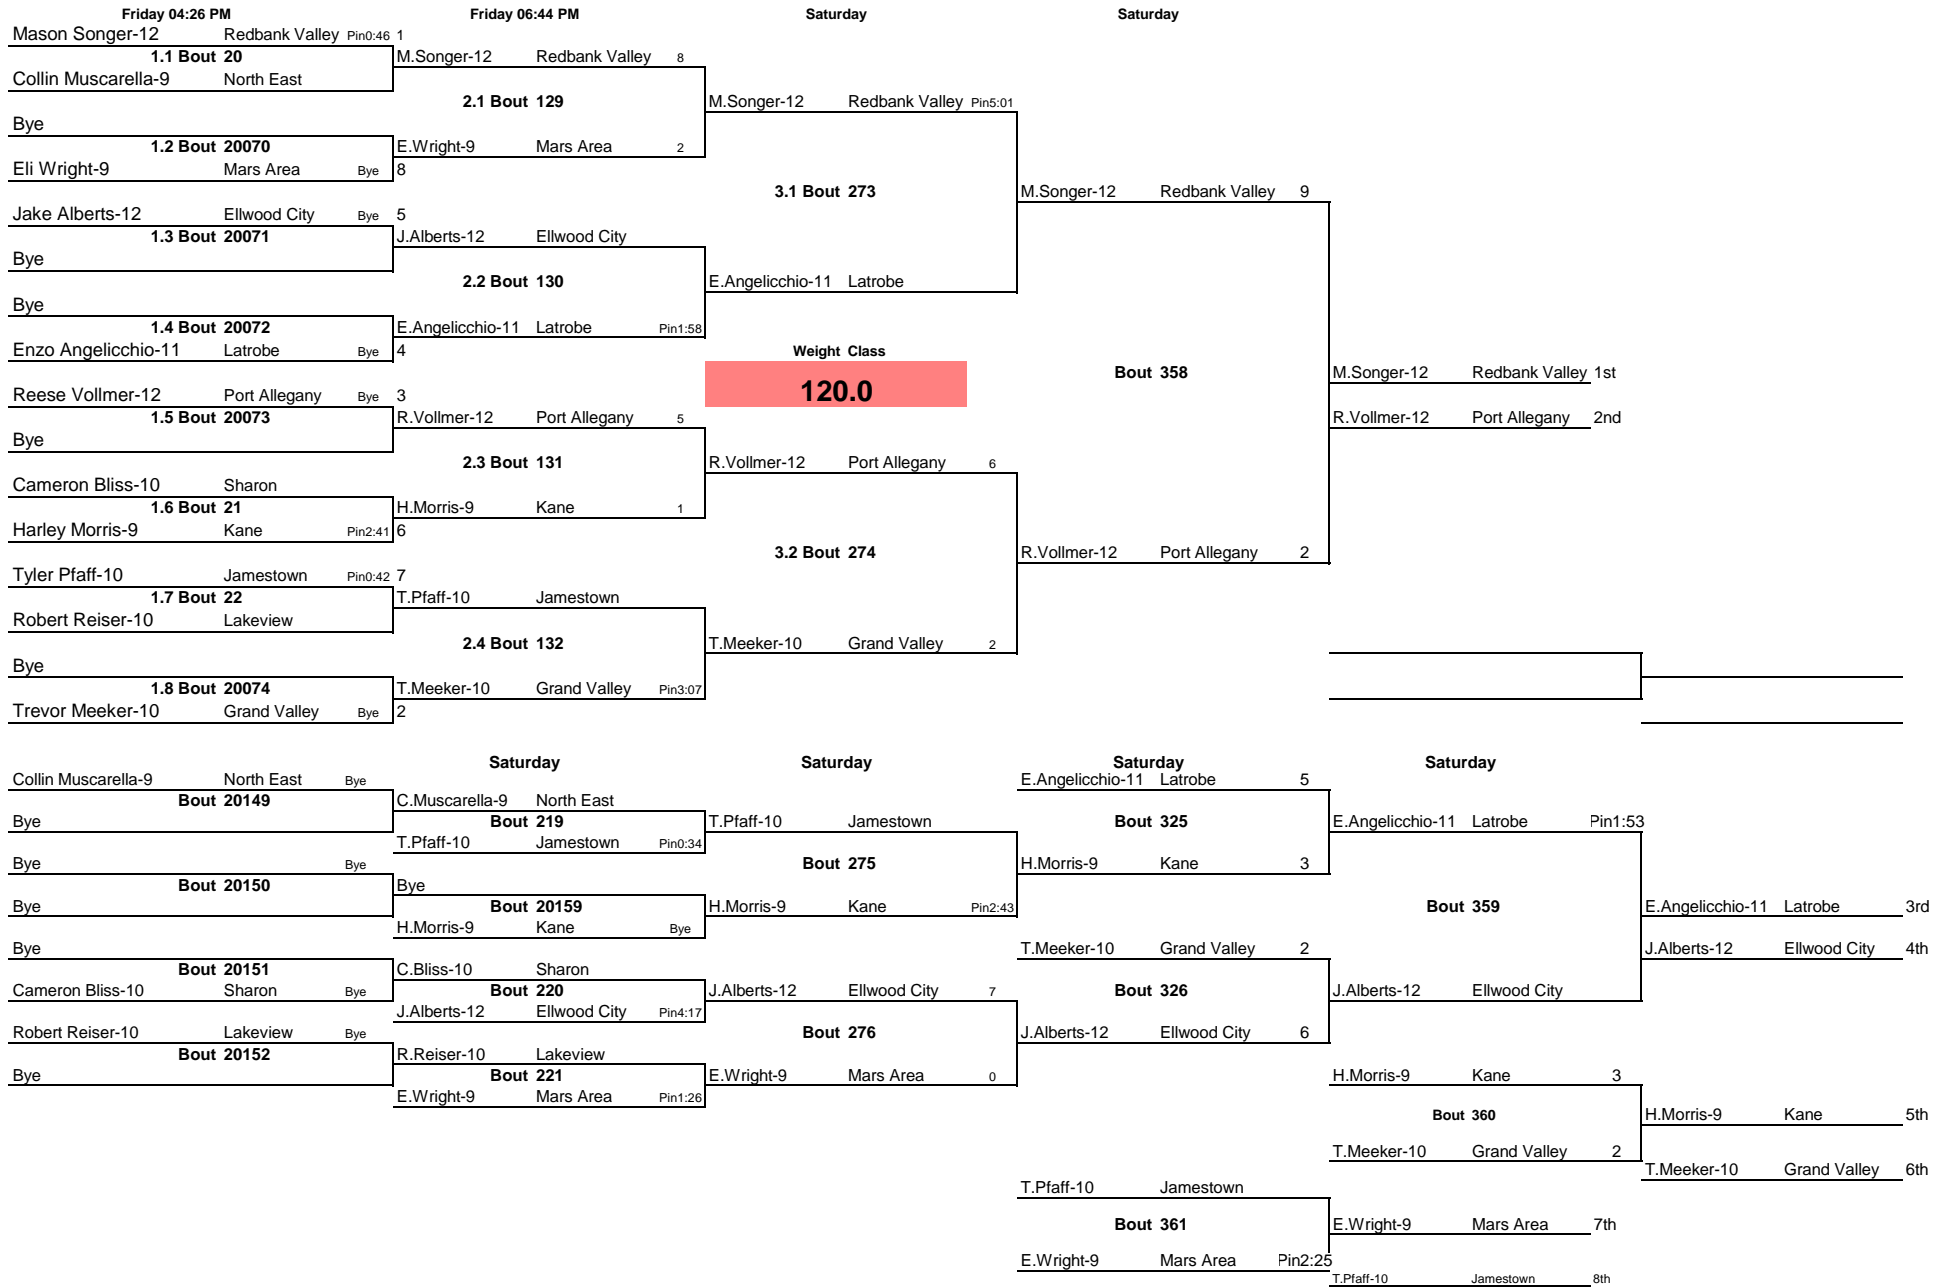 Friday 04:26 PM Friday 06:44 PM Saturday Saturday
Mason Songer-12 Redbank Valley Pin0:46 1
1.1 Bout 20 M.Songer-12 Redbank Valley 8
Collin Muscarella-9 North East
2.1 Bout 129 M.Songer-12 Redbank Valley Pin5:01
Bye
1.2 Bout 20070 E.Wright-9 Mars Area 2
Eli Wright-9 Mars Area Bye 8
3.1 Bout 273 M.Songer-12 Redbank Valley 9
Jake Alberts-12 Ellwood City Bye 5
1.3 Bout 20071 J.Alberts-12 Ellwood City
Bye
2.2 Bout 130 E.Angelicchio-11 Latrobe
Bye
1.4 Bout 20072 E.Angelicchio-11 Latrobe Pin1:58
Enzo Angelicchio-11 Latrobe Bye 4 Weight Class
Bout 358 M.Songer-12 Redbank Valley 1st
Reese Vollmer-12 Port Allegany Bye 3 120.0
1.5 Bout 20073 R.Vollmer-12 Port Allegany 5 R.Vollmer-12 Port Allegany 2nd
Bye
2.3 Bout 131 R.Vollmer-12 Port Allegany 6
Cameron Bliss-10 Sharon
1.6 Bout 21 H.Morris-9 Kane 1
Harley Morris-9 Kane Pin2:41 6
3.2 Bout 274 R.Vollmer-12 Port Allegany 2
Tyler Pfaff-10 Jamestown Pin0:42 7
1.7 Bout 22 T.Pfaff-10 Jamestown
Robert Reiser-10 Lakeview
2.4 Bout 132 T.Meeker-10 Grand Valley 2
Bye
1.8 Bout 20074 T.Meeker-10 Grand Valley Pin3:07
Trevor Meeker-10 Grand Valley Bye 2
Saturday Saturday Saturday Saturday
Collin Muscarella-9 North East Bye E.Angelicchio-11 Latrobe 5
Bout 20149 C.Muscarella-9 North East
Bye Bout 219 T.Pfaff-10 Jamestown Bout 325 E.Angelicchio-11 Latrobe Pin1:53
T.Pfaff-10 Jamestown Pin0:34
Bye Bye Bout 275 H.Morris-9 Kane 3
Bout 20150 Bye
Bye Bout 20159 H.Morris-9 Kane Pin2:43 Bout 359 E.Angelicchio-11 Latrobe 3rd
H.Morris-9 Kane Bye
Bye T.Meeker-10 Grand Valley 2 J.Alberts-12 Ellwood City 4th
Bout 20151 C.Bliss-10 Sharon
Cameron Bliss-10 Sharon Bye Bout 220 J.Alberts-12 Ellwood City 7 Bout 326 J.Alberts-12 Ellwood City
J.Alberts-12 Ellwood City Pin4:17
Robert Reiser-10 Lakeview Bye Bout 276 J.Alberts-12 Ellwood City 6
Bout 20152 R.Reiser-10 Lakeview
Bye Bout 221 E.Wright-9 Mars Area 0 H.Morris-9 Kane 3
E.Wright-9 Mars Area Pin1:26
Bout 360 H.Morris-9 Kane 5th
T.Meeker-10 Grand Valley 2
T.Meeker-10 Grand Valley 6th
T.Pfaff-10 Jamestown
Bout 361 E.Wright-9 Mars Area 7th
E.Wright-9 Mars Area Pin2:25
T.Pfaff-10 Jamestown 8th